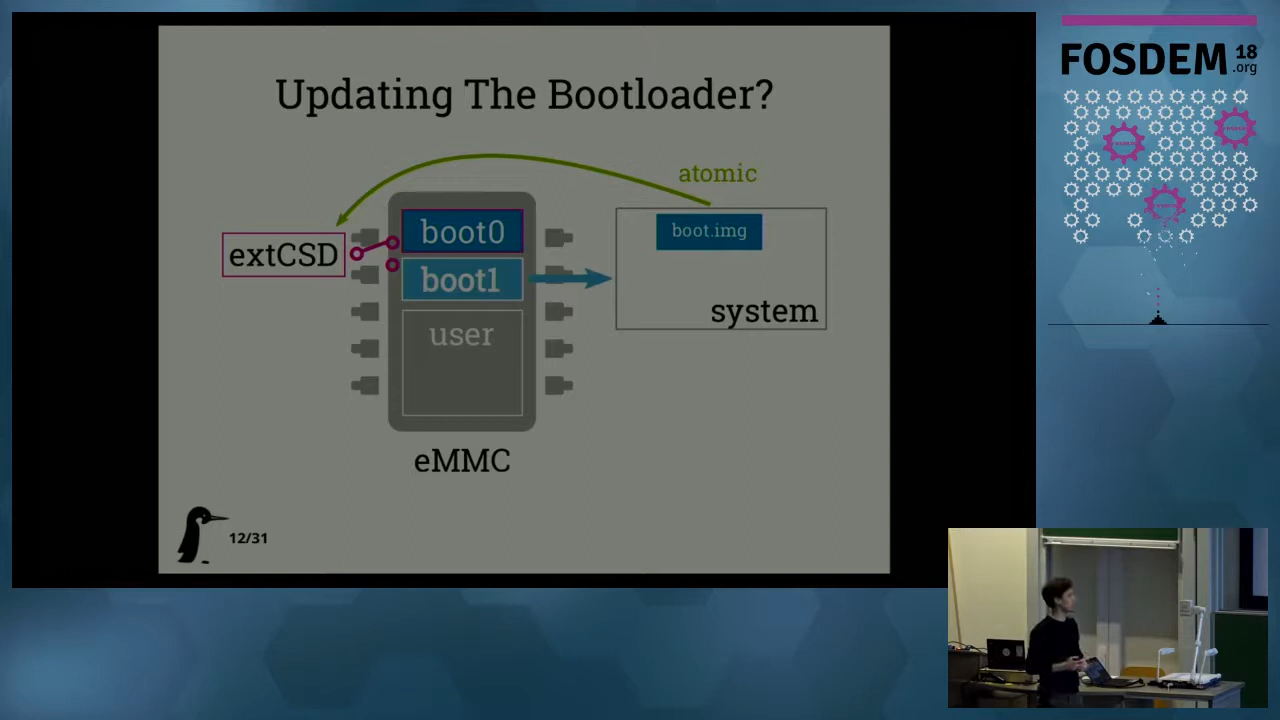 Updating The Bootloader?
atomic
boot0
boot.img
extCSD
boot1
system
user
eMMC
12/31
FOSDEM 18
.org